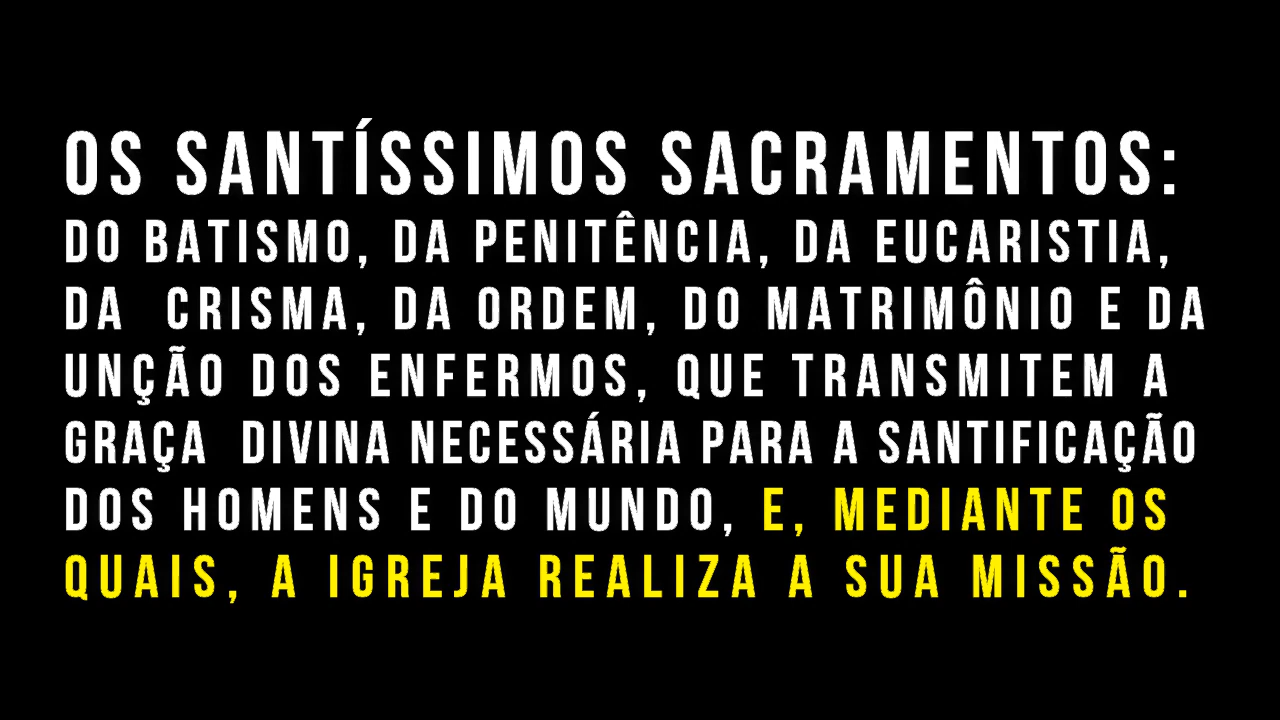 OS SANTÍSSIMOS SACRAMENTOS:
DO BATISMO, DA PENITÊNCIA, DA EUCARISTIA,
DA CRISMA, DA ORDEM, DO MATRIMÔNIO E DA
UNÇÃO DOS ENFERMOS, QUE TRANSMITEM A
GRAÇA DIVINA NECESSÁRIA PARA A SANTIFICAÇÃO
DOS HOMENS E DO MUNDO, E, MEDIANTE OS
QUAIS, A IGREJA REALIZA A SUA MISSÃO.